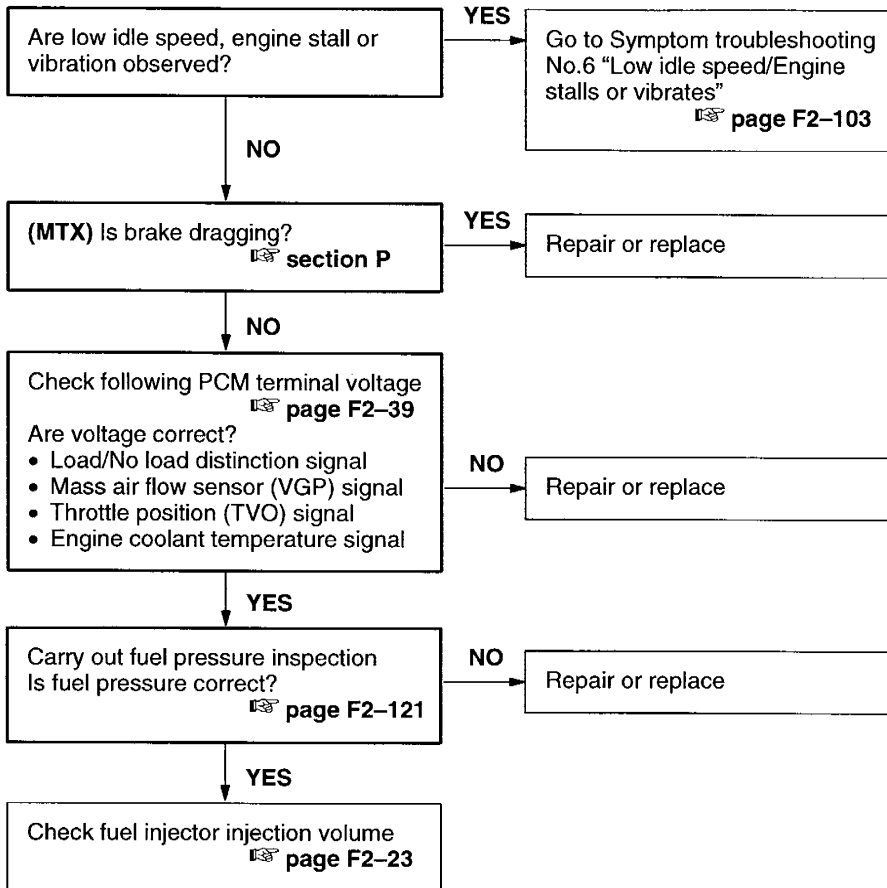 Are low idle speed, engine stall or
vibration observed?
YES
Go to Symptom troubleshooting
No.6 “Low idle speed/Engine
stalls or vibrates”
☞ page F2–103
NO
(MTX) Is brake dragging?
☞ section P
YES
Repair or replace
NO
Check following PCM terminal voltage
☞ page F2–39
Are voltage correct?
• Load/No load distinction signal
• Mass air flow sensor (VGP) signal
• Throttle position (TVO) signal
• Engine coolant temperature signal
NO
Repair or replace
YES
Carry out fuel pressure inspection
Is fuel pressure correct?
☞ page F2–121
NO
Repair or replace
YES
Check fuel injector injection volume
☞ page F2–23